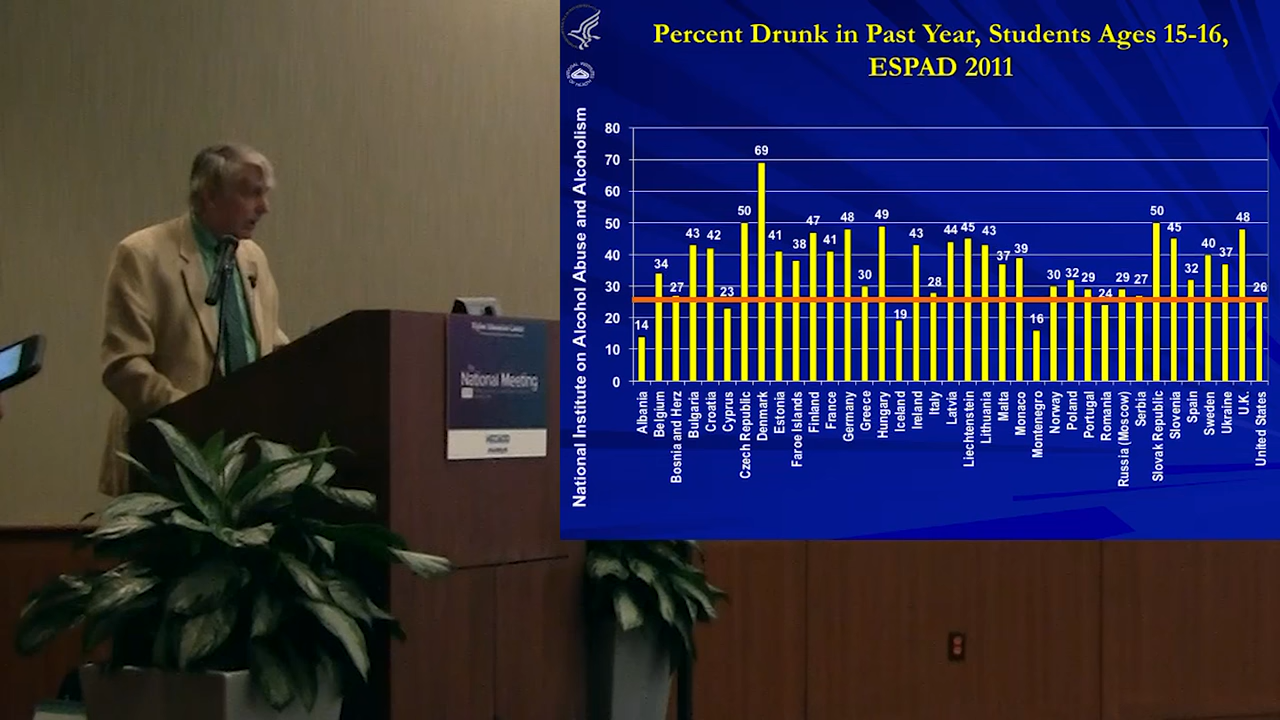 Percent Drunk in Past Year, Students Ages 15-16,
ESPAD 2011
National Institute on Alcohol Abuse and Alcoholism
80
70
60
50
40
30
20
10
0
14
34
27
43
42
23
50
69
41
38
47
41
48
30
49
19
43
28
44
45
43
37
39
16
30
32
29
24
29
27
50
45
32
40
37
48
26
Albania
Belgium
Bosnia and Herz
Bulgaria
Croatia
Cyprus
Czech Republic
Denmark
Estonia
Faroe Islands
Finland
France
Germany
Greece
Hungary
Iceland
Ireland
Italy
Latvia
Liechtenstein
Lithuania
Malta
Monaco
Montenegro
Norway
Poland
Portugal
Romania
Russia (Moscow)
Serbia
Slovak Republic
Slovenia
Spain
Sweden
Ukraine
U.K.
United States
National Meeting